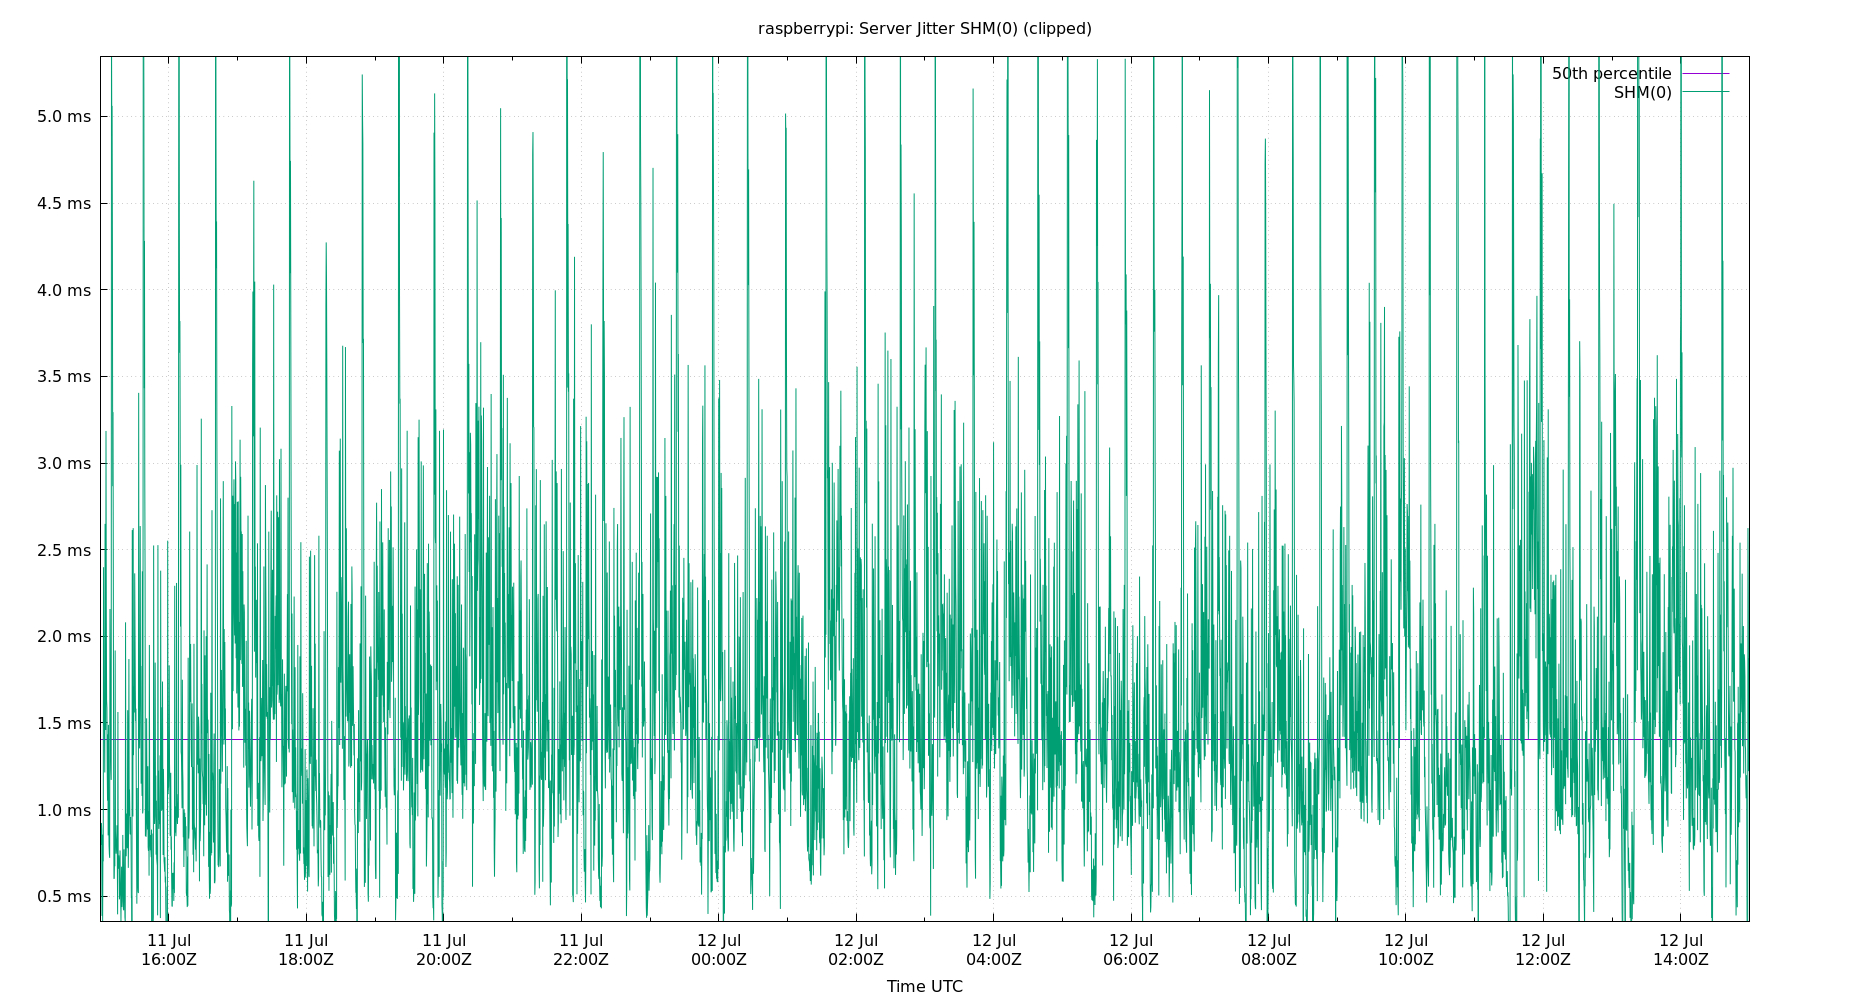 raspberrypi: Server Jitter SHM(0) (clipped)
50th percentile
SHM(0)
5.0 ms
4.5 ms
4.0 ms
3.5 ms
3.0 ms
2.5 ms
2.0 ms
1.5 ms
1.0 ms
0.5 ms
11 Jul 11 Jul 11 Jul 11 Jul 12 Jul 12 Jul 12 Jul 12 Jul 12 Jul 12 Jul 12 Jul 12 Jul
16:00Z 18:00Z 20:00Z 22:00Z 00:00Z 02:00Z 04:00Z 06:00Z 08:00Z 10:00Z 12:00Z 14:00Z
Time UTC